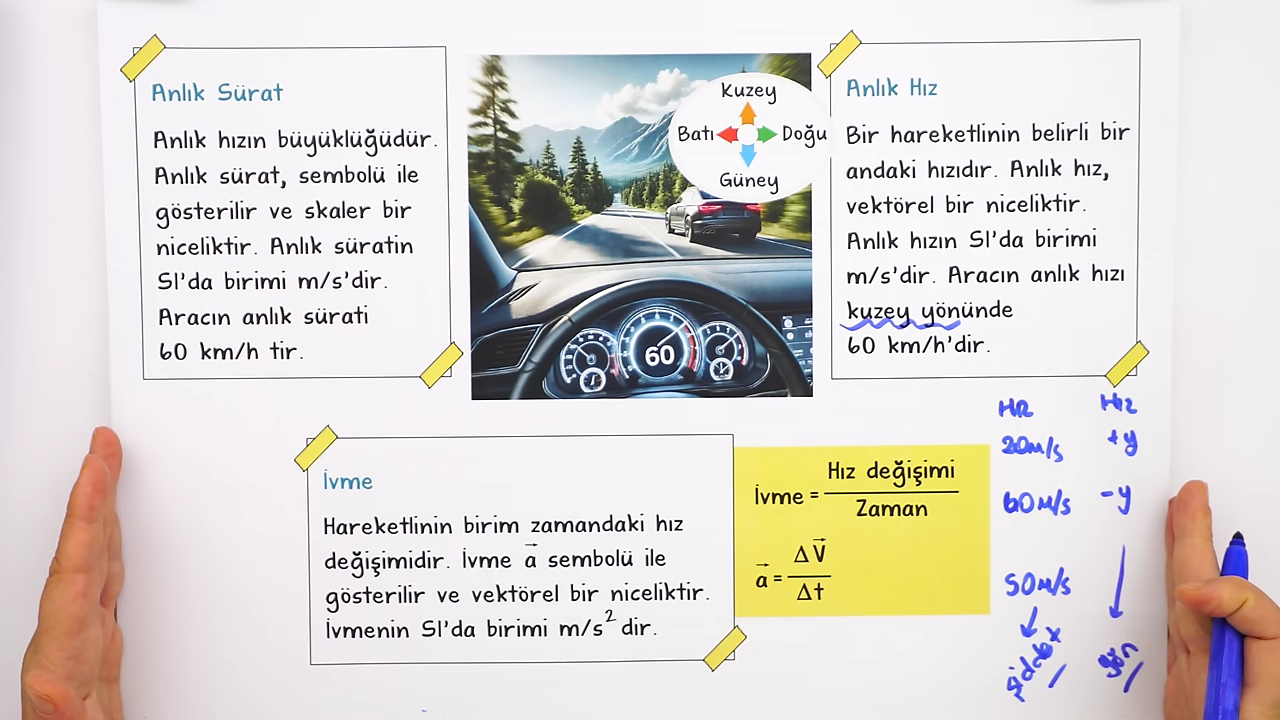 Anlık Sürat
Anlık hızın büyüklüğüdür.
Anlık sürat, sembolü ile
gösterilir ve skaler bir
niceliktir. Anlık süratin
SI'da birimi m/s'dir.
Aracın anlık sürati
60 km/h tir.
Kuzey
Batı Doğu
Güney
60
Anlık Hız
Bir hareketlinin belirli bir
andaki hızıdır. Anlık hız,
vektörel bir niceliktir.
Anlık hızın SI'da birimi
m/s'dir. Aracın anlık hızı
kuzey yönünde
60 km/h'dir.
İvme
Hareketlinin birim zamandaki hız
değişimidir. İvme a⃗ sembolü ile
gösterilir ve vektörel bir niceliktir.
İvmenin SI'da birimi m/s² dir.
İvme = Hız değişimi
Zaman
a⃗ = ΔV⃗
Δt
Hız
20m/s +y
60m/s -y
50m/s
şiddet yön